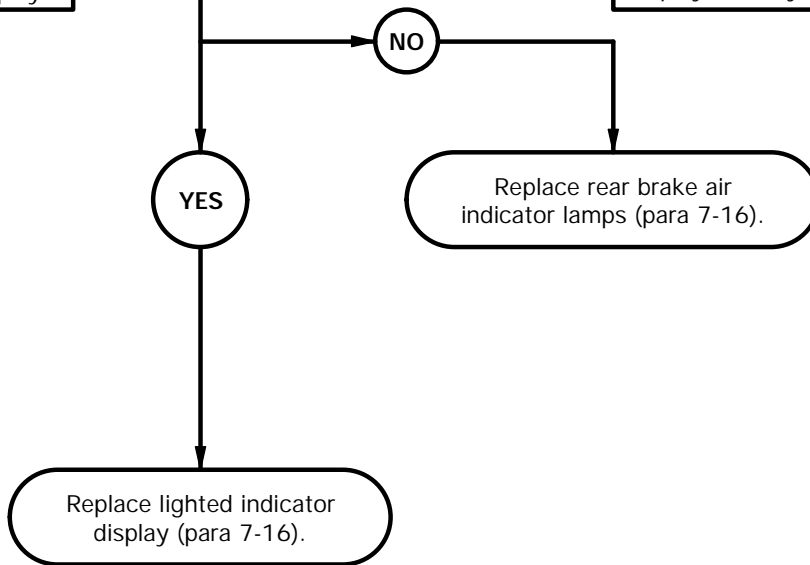 NO
YES
Replace rear brake air
indicator lamps (para 7-16).
Replace lighted indicator
display (para 7-16).